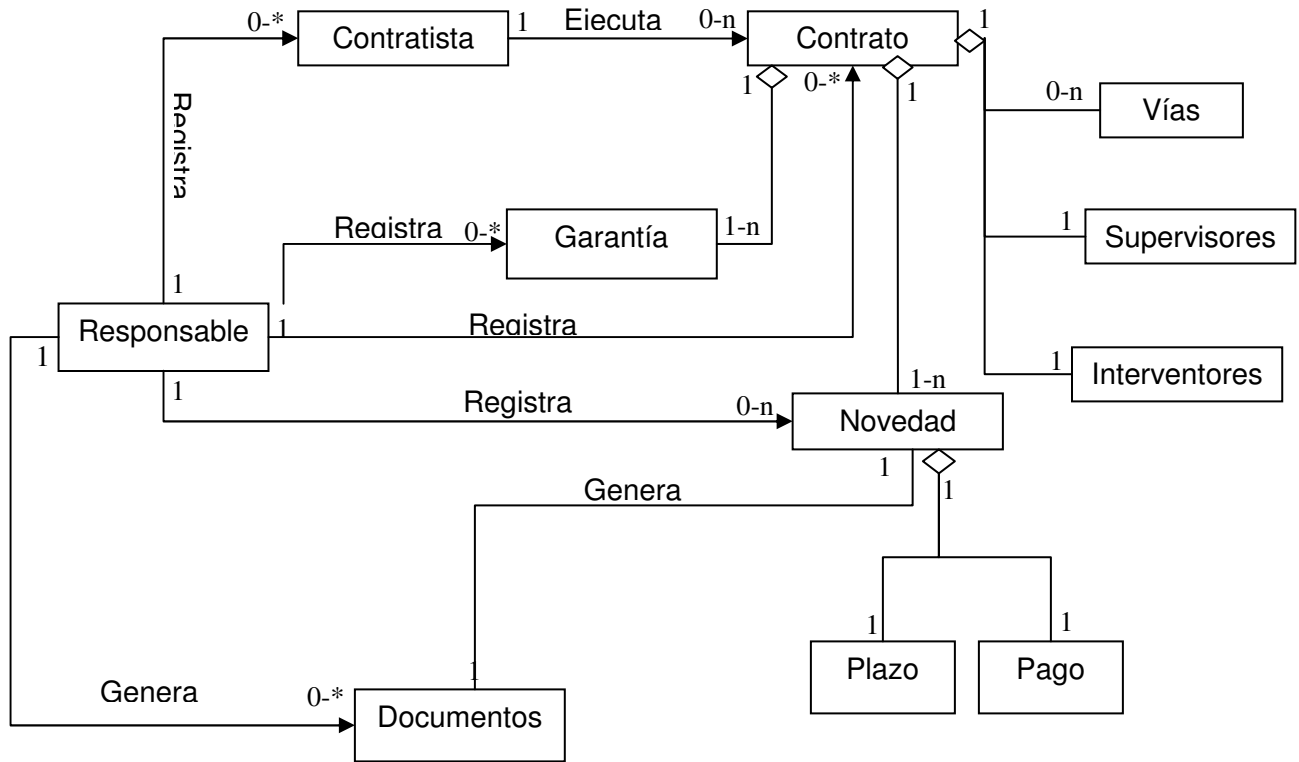 0-*
Contratista
1
Ejecuta
0-n
Contrato
1
Registra
1
0-*
1
0-n
Vías
Registra
0-*
Garantía
1-n
1
Supervisores
1
Responsable
1
1
Registra
1
Interventores
1
Registra
0-n
1-n
Novedad
1
1
Genera
1
Plazo
1
Pago
Genera
0-*
1
Documentos